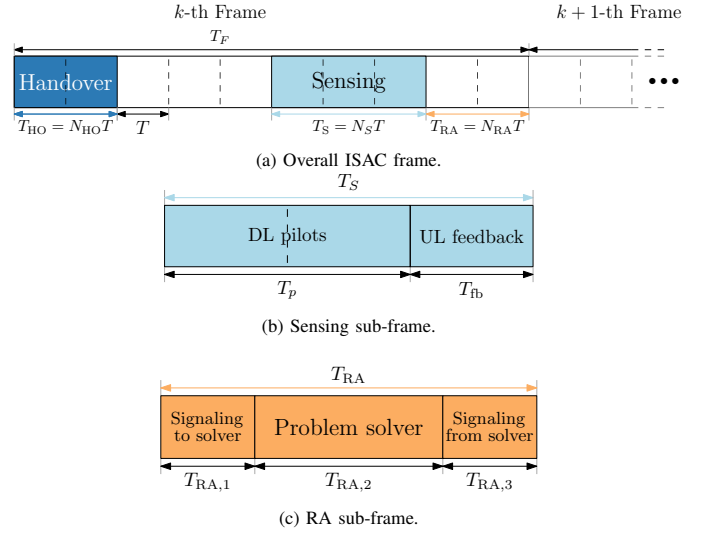 k-th Frame
k + 1-th Frame
T_F
Handover
Sensing
T_HO = N_HO T
T
T_S = N_S T
T_RA = N_RA T
(a) Overall ISAC frame.
T_S
DL pilots
UL feedback
T_p
T_fb
(b) Sensing sub-frame.
T_RA
Signaling
to solver
Problem solver
Signaling
from solver
T_RA,1
T_RA,2
T_RA,3
(c) RA sub-frame.